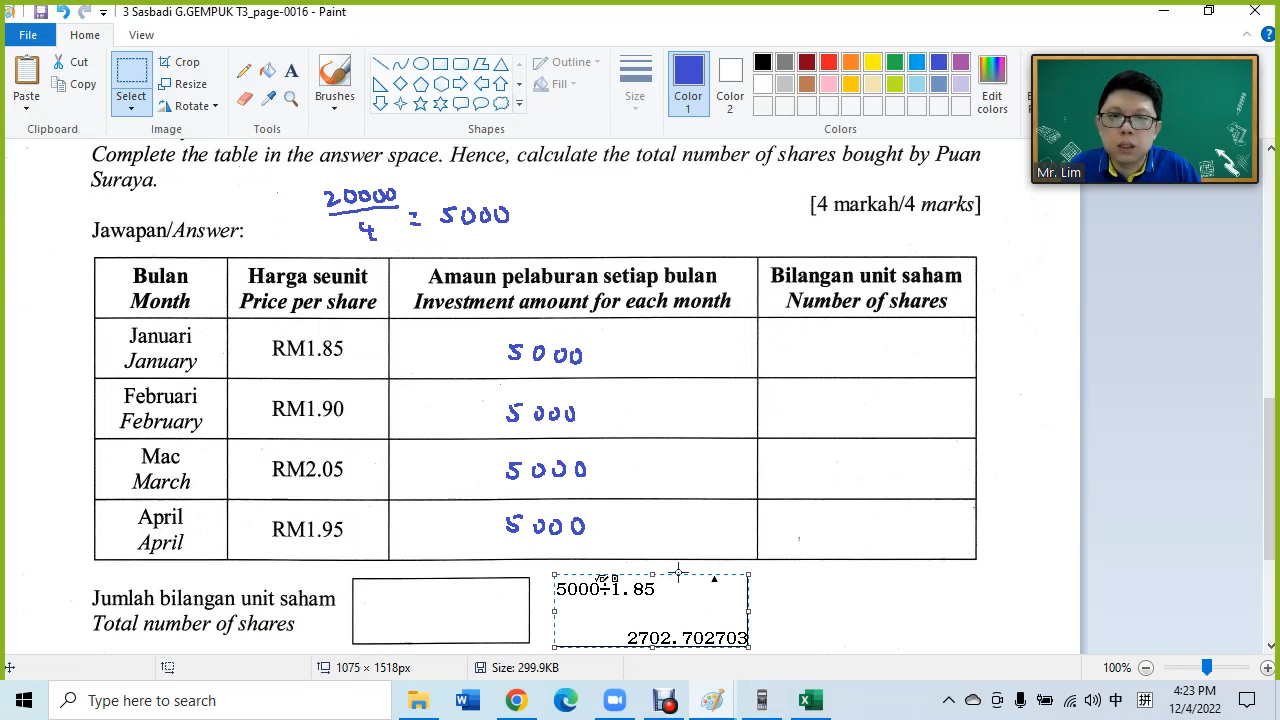 3 Sasbadi G.GEMPUK T3_page-0016 - Paint
File Home View
Paste
Cut
Copy
Clipboard
Select
Crop
Resize
Rotate
Image
A
Tools
Brushes
Shapes
Outline
Fill
Size
Color 1
Color 2
Edit colors
Colors
Mr. Lim
Complete the table in the answer space. Hence, calculate the total number of shares bought by Puan
Suraya.
[4 markah/4 marks]
20000
4
= 5000
Jawapan/Answer:
Bulan Harga seunit Amaun pelaburan setiap bulan Bilangan unit saham
Month Price per share Investment amount for each month Number of shares
Januari
January
RM1.85 5000
Februari
February
RM1.90 5000
Mac
March
RM2.05 5000
April
April
RM1.95 5000
Jumlah bilangan unit saham
Total number of shares
5000÷1.85
2702.702703
1075 × 1518px
Size: 299.9KB
100%
Type here to search
中
拼
4:23 PM
12/4/2022